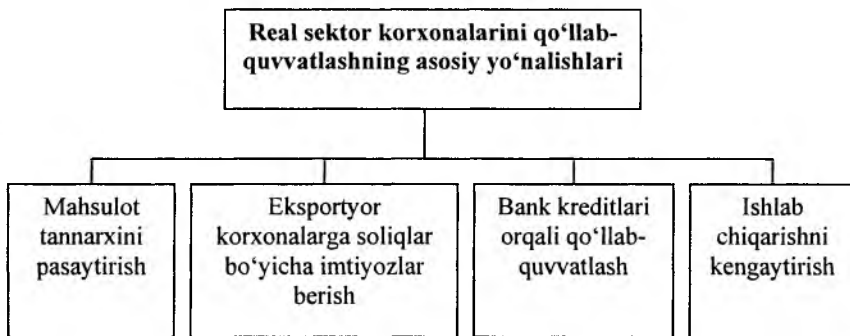 Real sektor korxonalarini qo‘llab-
quvvatlashning asosiy yo‘nalishlari
Mahsulot
tannarxini
pasaytirish
Eksportyor
korxonalarga soliqlar
bo‘yicha imtiyozlar
berish
Bank kreditlari
orqali qo‘llab-
quvvatlash
Ishlab
chiqarishni
kengaytirish